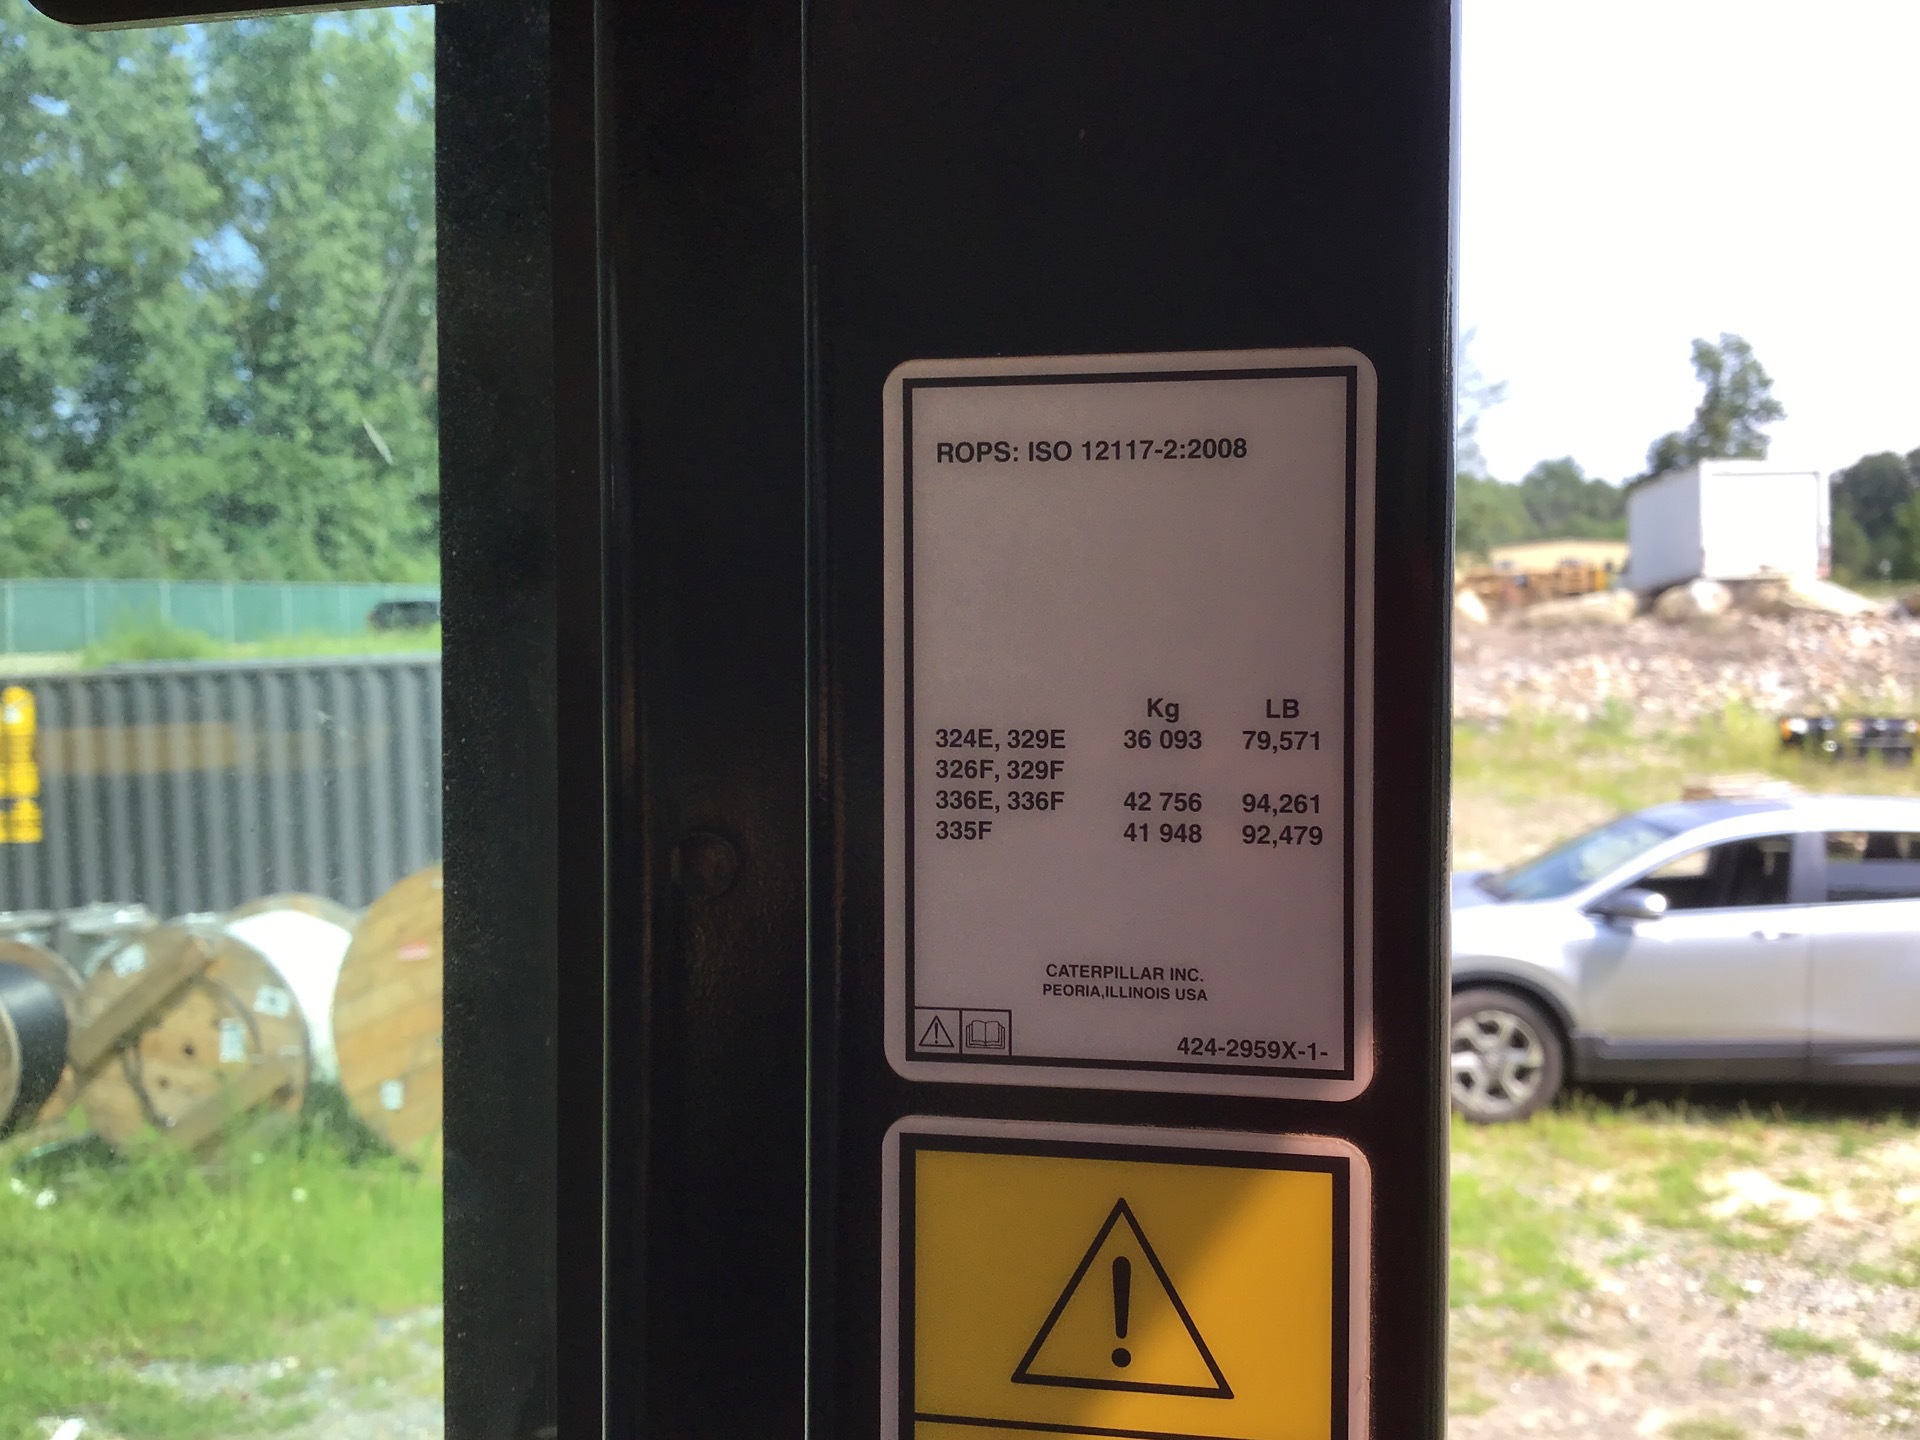 ROPS: ISO 12117-2:2008
Kg LB
324E, 329E 36 093 79,571
326F, 329F
336E, 336F 42 756 94,261
335F 41 948 92,479
CATERPILLAR INC.
PEORIA,ILLINOIS USA
424-2959X-1-